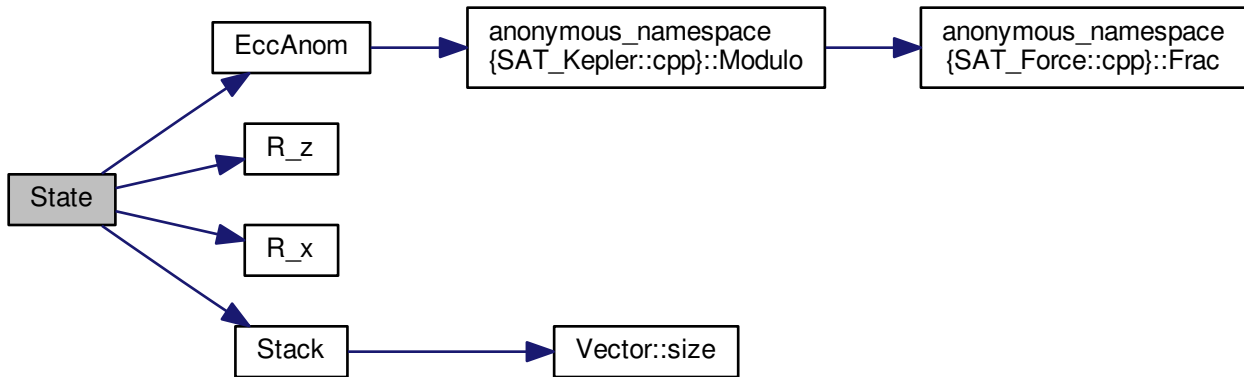 EccAnom
anonymous_namespace
{SAT_Kepler::cpp}::Modulo
anonymous_namespace
{SAT_Force::cpp}::Frac
R_z
State
R_x
Stack
Vector::size